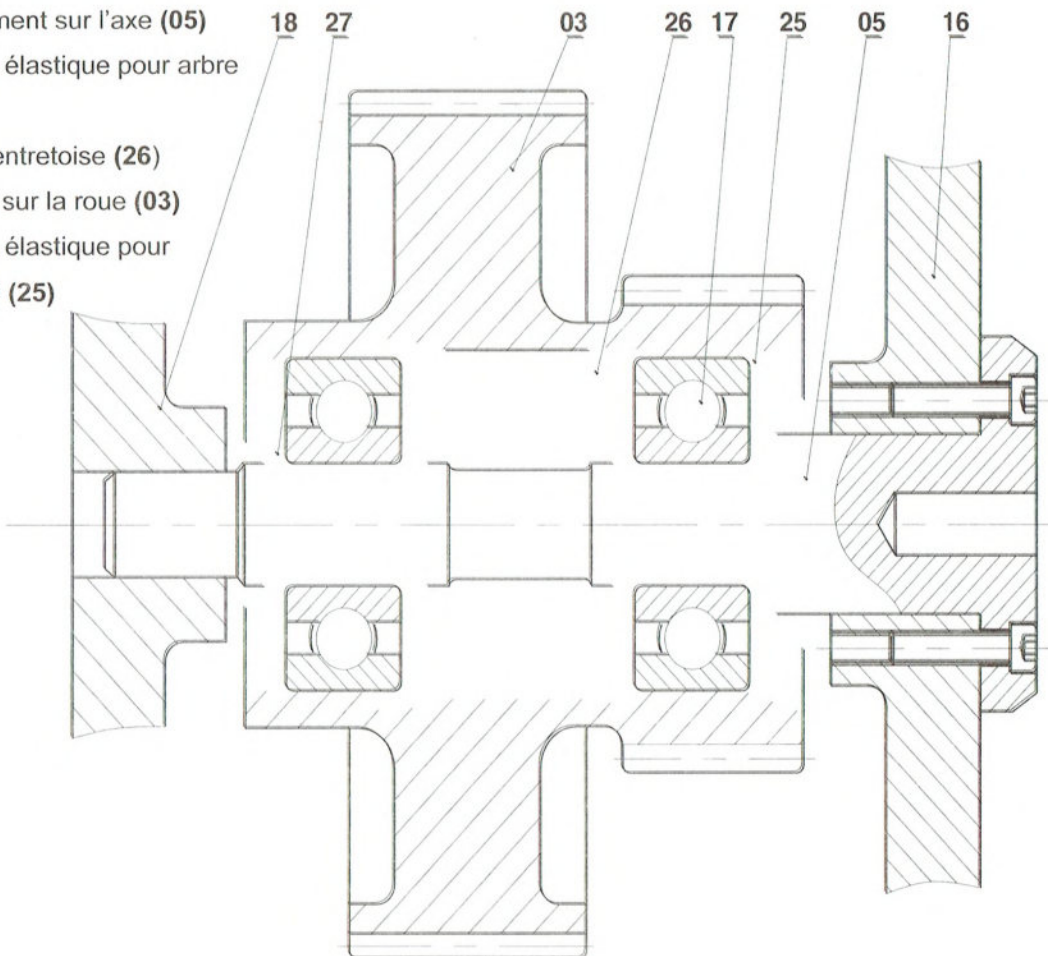 ment sur l'axe (05)
18 27 03 26 17 25 05 16
élastique pour arbre
entretoise (26)
sur la roue (03)
élastique pour
(25)